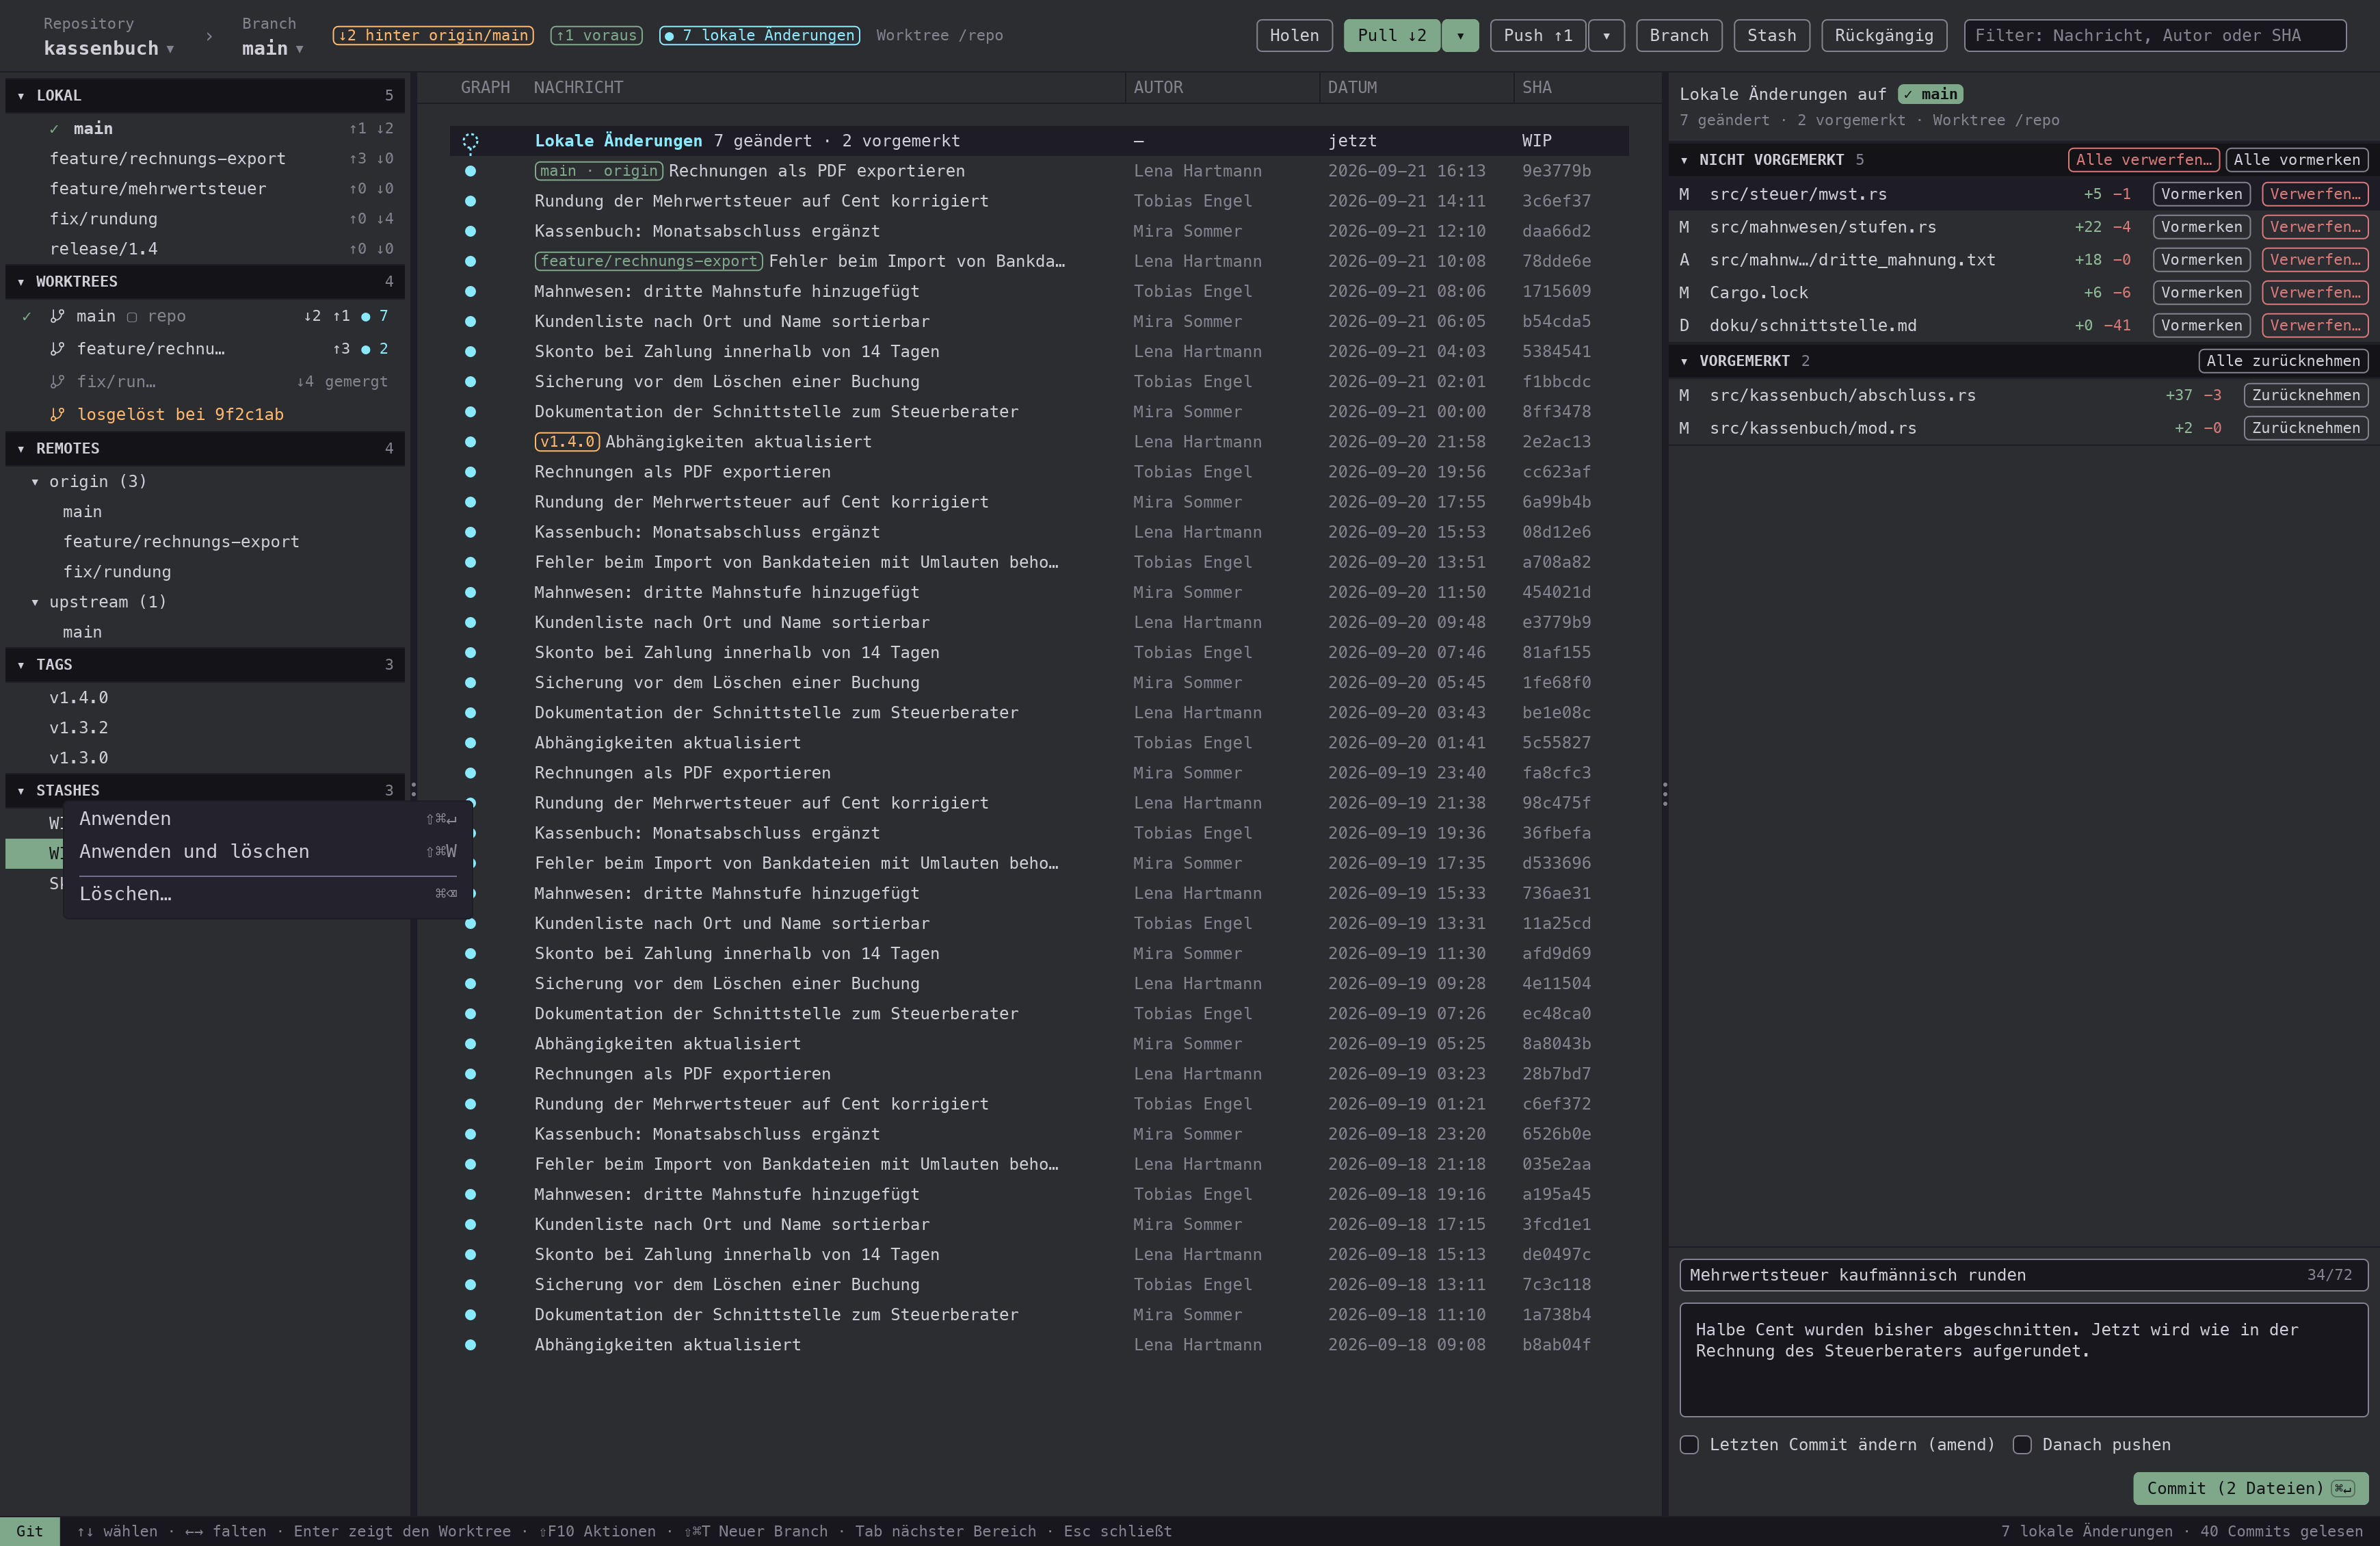 Repository
kassenbuch ▾
›
Branch
main ▾
↓2 hinter origin/main ↑1 voraus ● 7 lokale Änderungen Worktree /repo
Holen Pull ↓2 ▾ Push ↑1 ▾ Branch Stash Rückgängig Filter: Nachricht, Autor oder SHA
▾ LOKAL 5
✓ main ↑1 ↓2
feature/rechnungs-export ↑3 ↓0
feature/mehrwertsteuer ↑0 ↓0
fix/rundung ↑0 ↓4
release/1.4 ↑0 ↓0
▾ WORKTREES 4
✓ main ▢ repo ↓2 ↑1 ● 7
feature/rechnu… ↑3 ● 2
fix/run… ↓4 gemergt
losgelöst bei 9f2c1ab
▾ REMOTES 4
▾ origin (3)
main
feature/rechnungs-export
fix/rundung
▾ upstream (1)
main
▾ TAGS 3
v1.4.0
v1.3.2
v1.3.0
▾ STASHES 3
Anwenden ⇧⌘↵
Anwenden und löschen ⇧⌘W
Löschen… ⌘⌫
GRAPH NACHRICHT AUTOR DATUM SHA
Lokale Änderungen 7 geändert · 2 vorgemerkt — jetzt WIP
main · origin Rechnungen als PDF exportieren Lena Hartmann 2026-09-21 16:13 9e3779b
Rundung der Mehrwertsteuer auf Cent korrigiert Tobias Engel 2026-09-21 14:11 3c6ef37
Kassenbuch: Monatsabschluss ergänzt Mira Sommer 2026-09-21 12:10 daa66d2
feature/rechnungs-export Fehler beim Import von Bankda… Lena Hartmann 2026-09-21 10:08 78dde6e
Mahnwesen: dritte Mahnstufe hinzugefügt Tobias Engel 2026-09-21 08:06 1715609
Kundenliste nach Ort und Name sortierbar Mira Sommer 2026-09-21 06:05 b54cda5
Skonto bei Zahlung innerhalb von 14 Tagen Lena Hartmann 2026-09-21 04:03 5384541
Sicherung vor dem Löschen einer Buchung Tobias Engel 2026-09-21 02:01 f1bbcdc
Dokumentation der Schnittstelle zum Steuerberater Mira Sommer 2026-09-21 00:00 8ff3478
v1.4.0 Abhängigkeiten aktualisiert Lena Hartmann 2026-09-20 21:58 2e2ac13
Rechnungen als PDF exportieren Tobias Engel 2026-09-20 19:56 cc623af
Rundung der Mehrwertsteuer auf Cent korrigiert Mira Sommer 2026-09-20 17:55 6a99b4b
Kassenbuch: Monatsabschluss ergänzt Lena Hartmann 2026-09-20 15:53 08d12e6
Fehler beim Import von Bankdateien mit Umlauten beho… Tobias Engel 2026-09-20 13:51 a708a82
Mahnwesen: dritte Mahnstufe hinzugefügt Mira Sommer 2026-09-20 11:50 454021d
Kundenliste nach Ort und Name sortierbar Lena Hartmann 2026-09-20 09:48 e3779b9
Skonto bei Zahlung innerhalb von 14 Tagen Tobias Engel 2026-09-20 07:46 81af155
Sicherung vor dem Löschen einer Buchung Mira Sommer 2026-09-20 05:45 1fe68f0
Dokumentation der Schnittstelle zum Steuerberater Lena Hartmann 2026-09-20 03:43 be1e08c
Abhängigkeiten aktualisiert Tobias Engel 2026-09-20 01:41 5c55827
Rechnungen als PDF exportieren Mira Sommer 2026-09-19 23:40 fa8cfc3
Rundung der Mehrwertsteuer auf Cent korrigiert Lena Hartmann 2026-09-19 21:38 98c475f
Kassenbuch: Monatsabschluss ergänzt Tobias Engel 2026-09-19 19:36 36fbefa
Fehler beim Import von Bankdateien mit Umlauten beho… Mira Sommer 2026-09-19 17:35 d533696
Mahnwesen: dritte Mahnstufe hinzugefügt Lena Hartmann 2026-09-19 15:33 736ae31
Kundenliste nach Ort und Name sortierbar Tobias Engel 2026-09-19 13:31 11a25cd
Skonto bei Zahlung innerhalb von 14 Tagen Mira Sommer 2026-09-19 11:30 afd9d69
Sicherung vor dem Löschen einer Buchung Lena Hartmann 2026-09-19 09:28 4e11504
Dokumentation der Schnittstelle zum Steuerberater Tobias Engel 2026-09-19 07:26 ec48ca0
Abhängigkeiten aktualisiert Mira Sommer 2026-09-19 05:25 8a8043b
Rechnungen als PDF exportieren Lena Hartmann 2026-09-19 03:23 28b7bd7
Rundung der Mehrwertsteuer auf Cent korrigiert Tobias Engel 2026-09-19 01:21 c6ef372
Kassenbuch: Monatsabschluss ergänzt Mira Sommer 2026-09-18 23:20 6526b0e
Fehler beim Import von Bankdateien mit Umlauten beho… Lena Hartmann 2026-09-18 21:18 035e2aa
Mahnwesen: dritte Mahnstufe hinzugefügt Tobias Engel 2026-09-18 19:16 a195a45
Kundenliste nach Ort und Name sortierbar Mira Sommer 2026-09-18 17:15 3fcd1e1
Skonto bei Zahlung innerhalb von 14 Tagen Lena Hartmann 2026-09-18 15:13 de0497c
Sicherung vor dem Löschen einer Buchung Tobias Engel 2026-09-18 13:11 7c3c118
Dokumentation der Schnittstelle zum Steuerberater Mira Sommer 2026-09-18 11:10 1a738b4
Abhängigkeiten aktualisiert Lena Hartmann 2026-09-18 09:08 b8ab04f
Lokale Änderungen auf ✓ main
7 geändert · 2 vorgemerkt · Worktree /repo
▾ NICHT VORGEMERKT 5 Alle verwerfen… Alle vormerken
M src/steuer/mwst.rs +5 −1 Vormerken Verwerfen…
M src/mahnwesen/stufen.rs +22 −4 Vormerken Verwerfen…
A src/mahnw…/dritte_mahnung.txt +18 −0 Vormerken Verwerfen…
M Cargo.lock +6 −6 Vormerken Verwerfen…
D doku/schnittstelle.md +0 −41 Vormerken Verwerfen…
▾ VORGEMERKT 2 Alle zurücknehmen
M src/kassenbuch/abschluss.rs +37 −3 Zurücknehmen
M src/kassenbuch/mod.rs +2 −0 Zurücknehmen
Mehrwertsteuer kaufmännisch runden 34/72
Halbe Cent wurden bisher abgeschnitten. Jetzt wird wie in der
Rechnung des Steuerberaters aufgerundet.
Letzten Commit ändern (amend) Danach pushen
Commit (2 Dateien) ⌘↵
Git ↑↓ wählen · ←→ falten · Enter zeigt den Worktree · ⇧F10 Aktionen · ⇧⌘T Neuer Branch · Tab nächster Bereich · Esc schließt
7 lokale Änderungen · 40 Commits gelesen